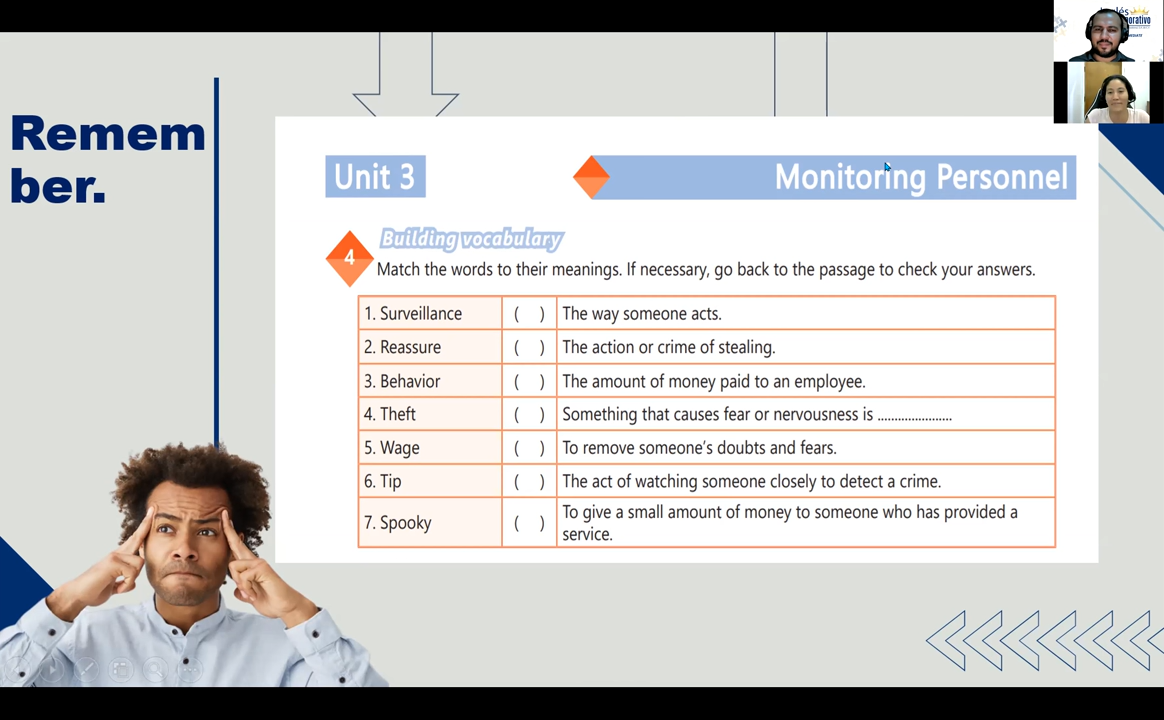 Remem
ber.
Unit 3
Monitoring Personnel
4
Building vocabulary
Match the words to their meanings. If necessary, go back to the passage to check your answers.
1. Surveillance ( ) The way someone acts.
2. Reassure ( ) The action or crime of stealing.
3. Behavior ( ) The amount of money paid to an employee.
4. Theft ( ) Something that causes fear or nervousness is ......................
5. Wage ( ) To remove someone's doubts and fears.
6. Tip ( ) The act of watching someone closely to detect a crime.
7. Spooky ( ) To give a small amount of money to someone who has provided a
service.